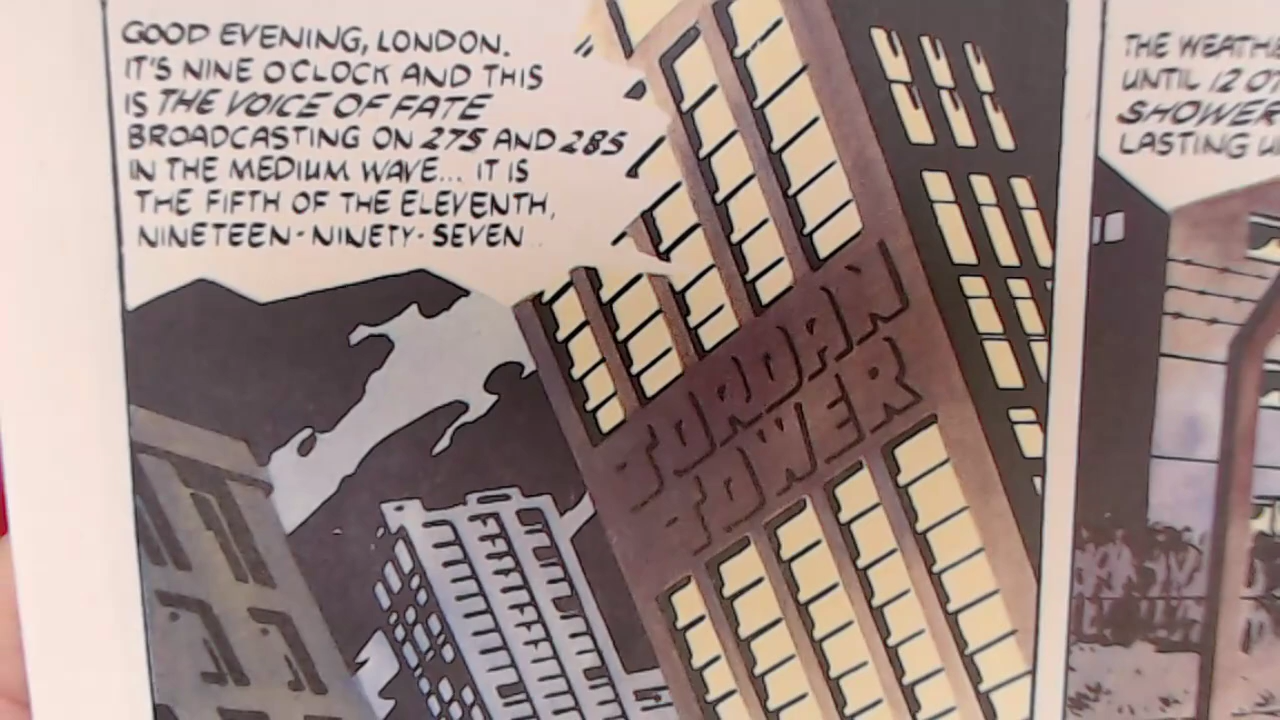 GOOD EVENING, LONDON.
IT'S NINE O'CLOCK AND THIS
IS THE VOICE OF FATE
BROADCASTING ON 275 AND 285
IN THE MEDIUM WAVE... IT IS
THE FIFTH OF THE ELEVENTH,
NINETEEN-NINETY-SEVEN
JORDAN
TOWER
THE
UNTIL 12
LASTING